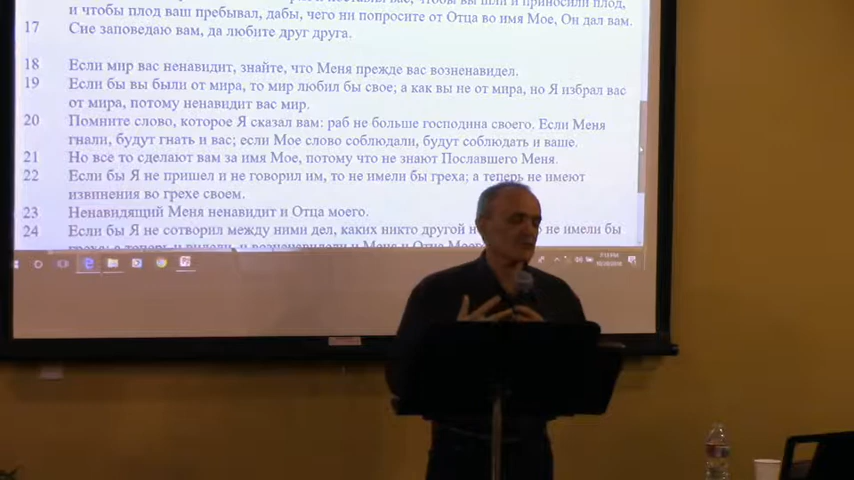 и чтобы плод ваш пребывал, дабы, чего ни попросите от Отца во имя Мое, Он дал вам.
17 Сие заповедаю вам, да любите друг друга.
18 Если мир вас ненавидит, знайте, что Меня прежде вас возненавидел.
19 Если бы вы были от мира, то мир любил бы свое; а как вы не от мира, но Я избрал вас
от мира, потому ненавидит вас мир.
20 Помните слово, которое Я сказал вам: раб не больше господина своего. Если Меня
гнали, будут гнать и вас; если Мое слово соблюдали, будут соблюдать и ваше.
21 Но все то сделают вам за имя Мое, потому что не знают Пославшего Меня.
22 Если бы Я не пришел и не говорил им, то не имели бы греха; а теперь не имеют
извинения во грехе своем.
23 Ненавидящий Меня ненавидит и Отца моего.
24 Если бы Я не сотворил между ними дел, каких никто другой не имели бы